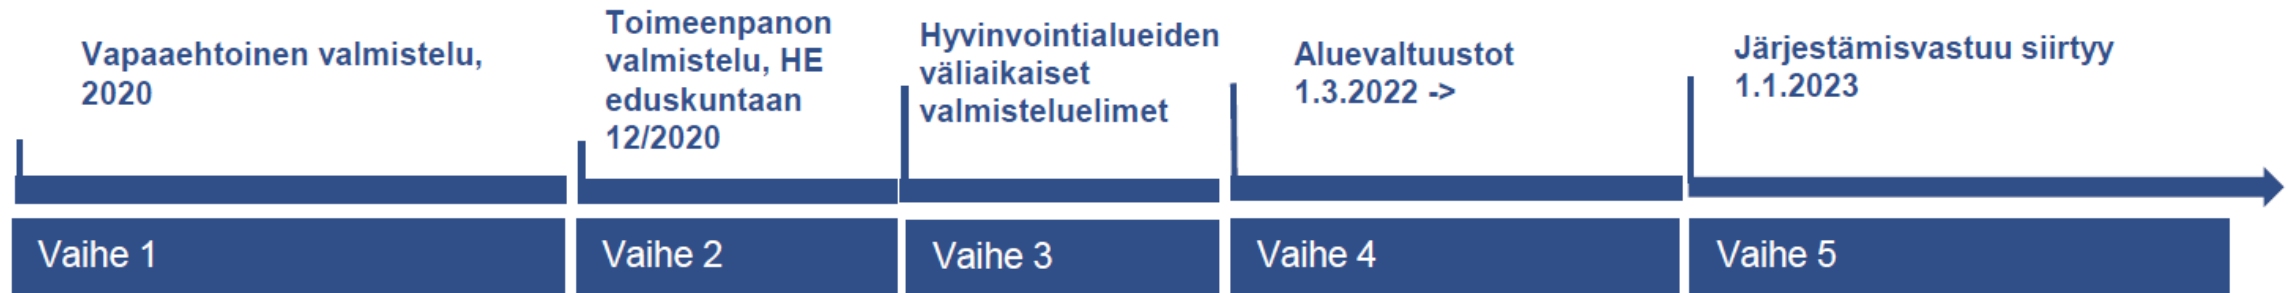 Vapaaehtoinen valmistelu,
2020
Toimeenpanon
valmistelu, HE
eduskuntaan
12/2020
Hyvinvointialueiden
väliaikaiset
valmisteluelimet
Aluevaltuustot
1.3.2022 ->
Järjestämisvastuu siirtyy
1.1.2023
Vaihe 1
Vaihe 2
Vaihe 3
Vaihe 4
Vaihe 5